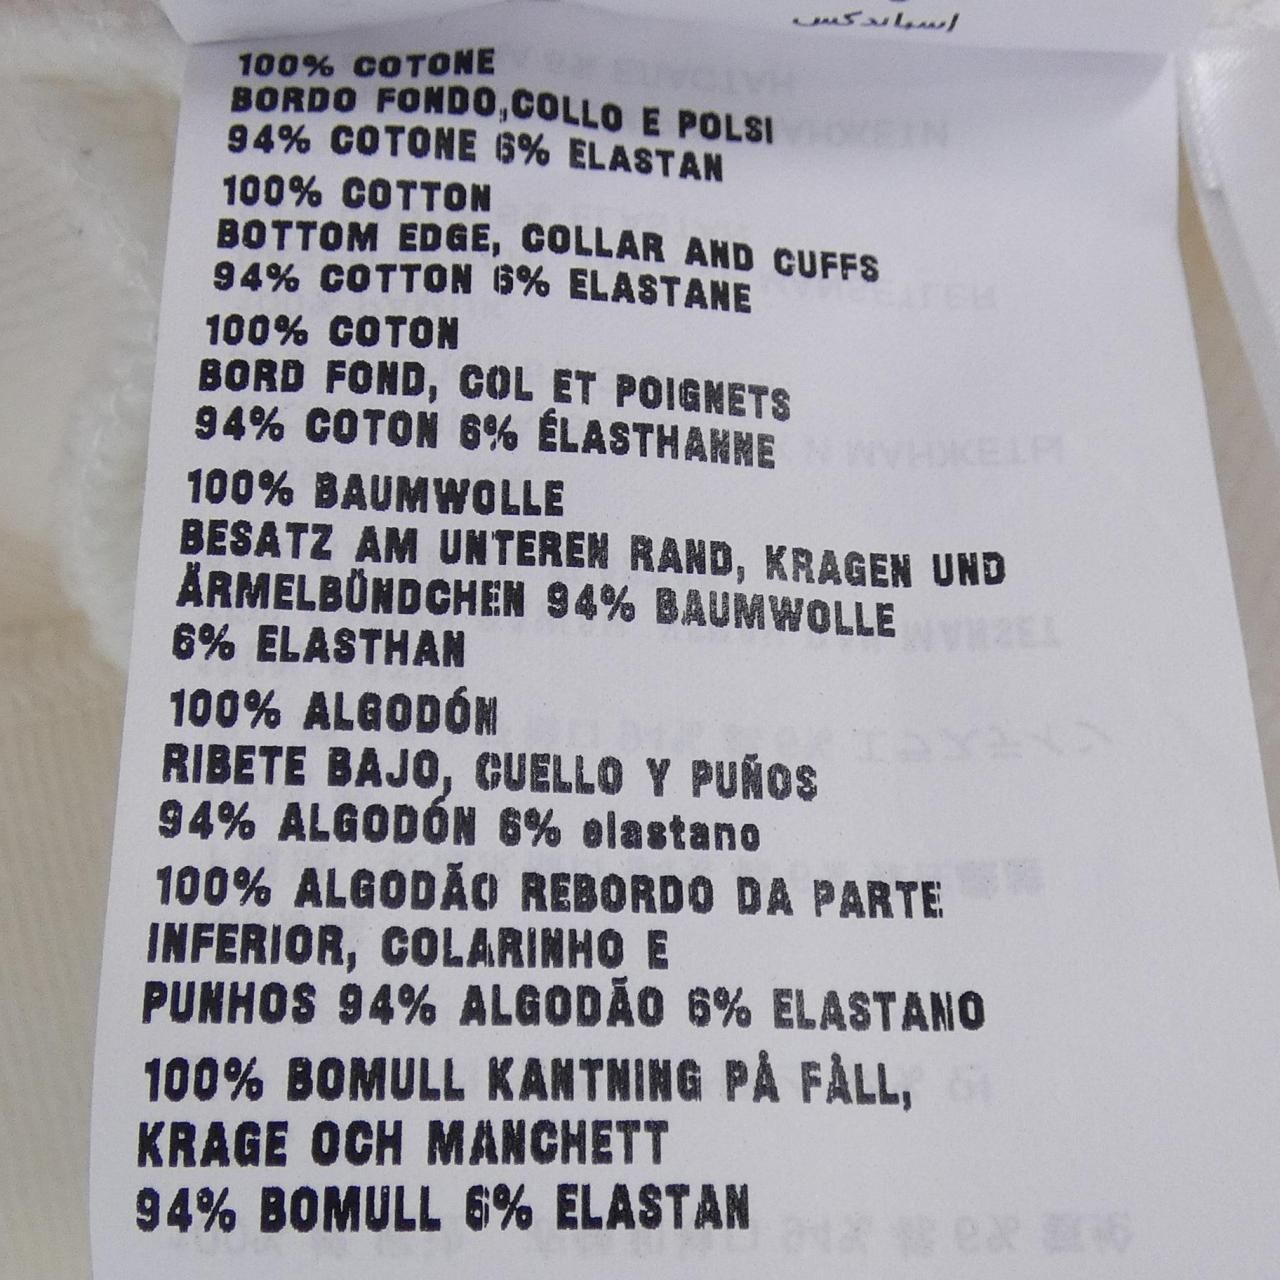 اسباندكس
100% COTONE
BORDO FONDO,COLLO E POLSI
94% COTONE 6% ELASTAN
100% COTTON
BOTTOM EDGE, COLLAR AND CUFFS
94% COTTON 6% ELASTANE
100% COTON
BORD FOND, COL ET POIGNETS
94% COTON 6% ÉLASTHANNE
100% BAUMWOLLE
BESATZ AM UNTEREN RAND, KRAGEN UND
ÄRMELBÜNDCHEN 94% BAUMWOLLE
6% ELASTHAN
100% ALGODÓN
RIBETE BAJO, CUELLO Y PUÑOS
94% ALGODÓN 6% elastano
100% ALGODÃO REBORDO DA PARTE
INFERIOR, COLARINHO E
PUNHOS 94% ALGODÃO 6% ELASTANO
100% BOMULL KANTNING PÅ FÅLL,
KRAGE OCH MANCHETT
94% BOMULL 6% ELASTAN